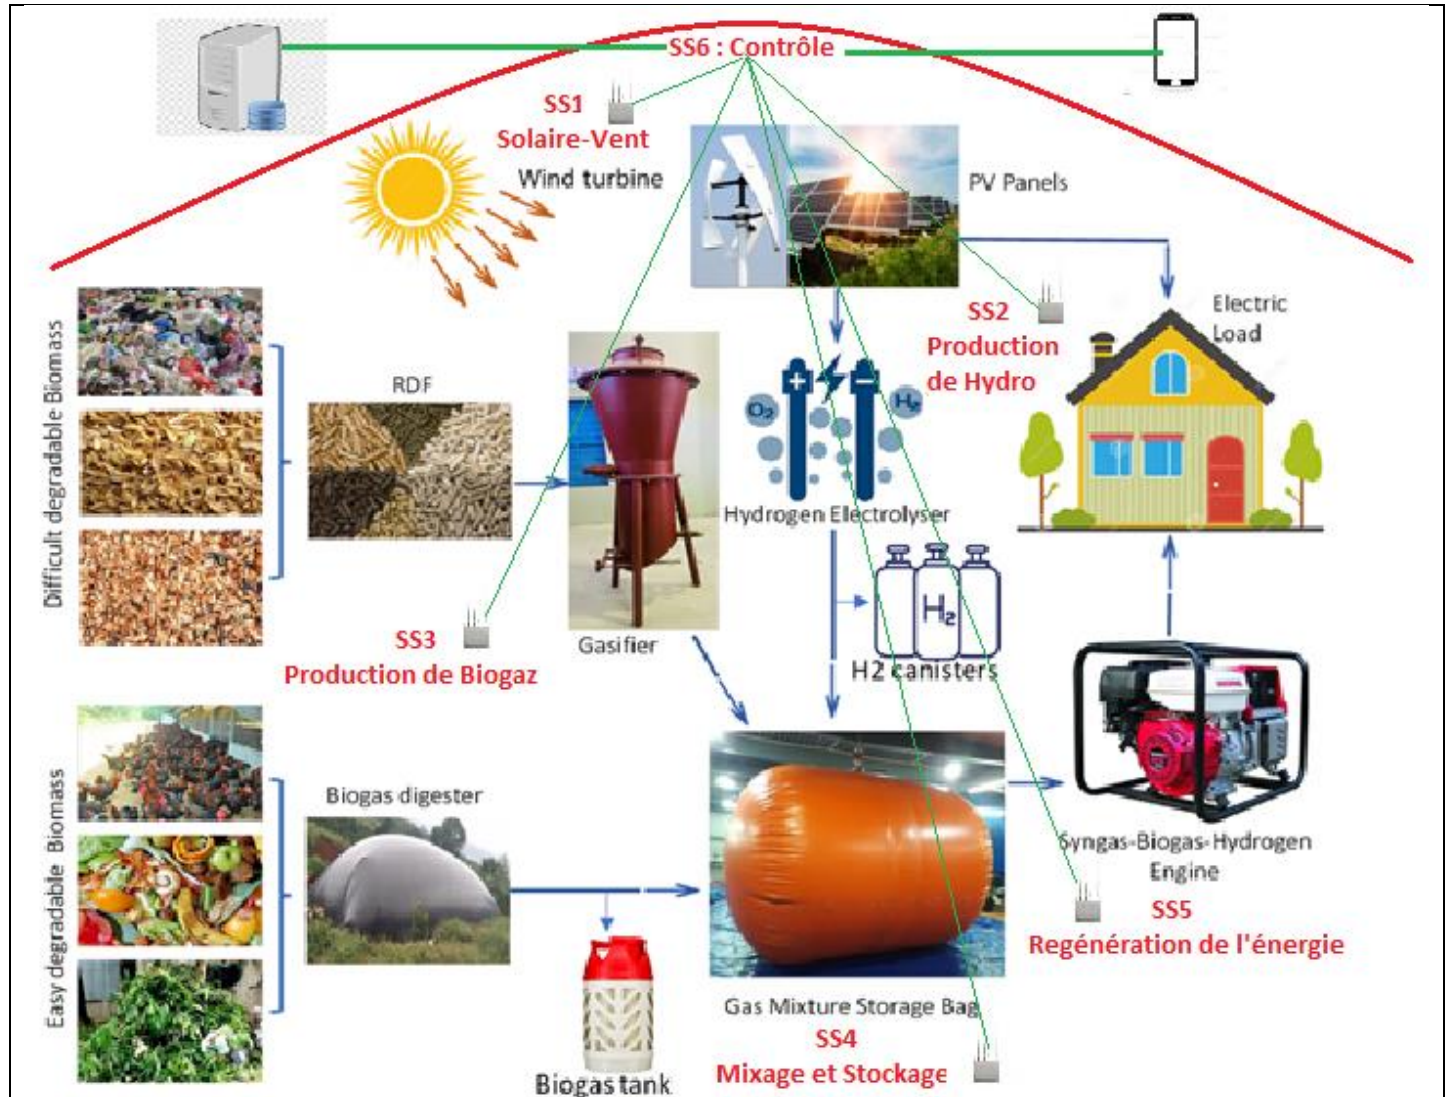 SS6 : Contrôle
SS1
Solaire-Vent
Wind turbine
PV Panels
SS2
Production
de Hydro
Electric
Load
Difficult degradable Biomass
RDF
O₂
H₂
Hydrogen Electrolyser
Gasifier
SS3
Production de Biogaz
H₂
H2 canisters
Easy degradable Biomass
Biogas digester
Syngas-Biogas-Hydrogen
Engine
SS5
Regénération de l'énergie
Gas Mixture Storage Bag
SS4
Mixage et Stockage
Biogas tank